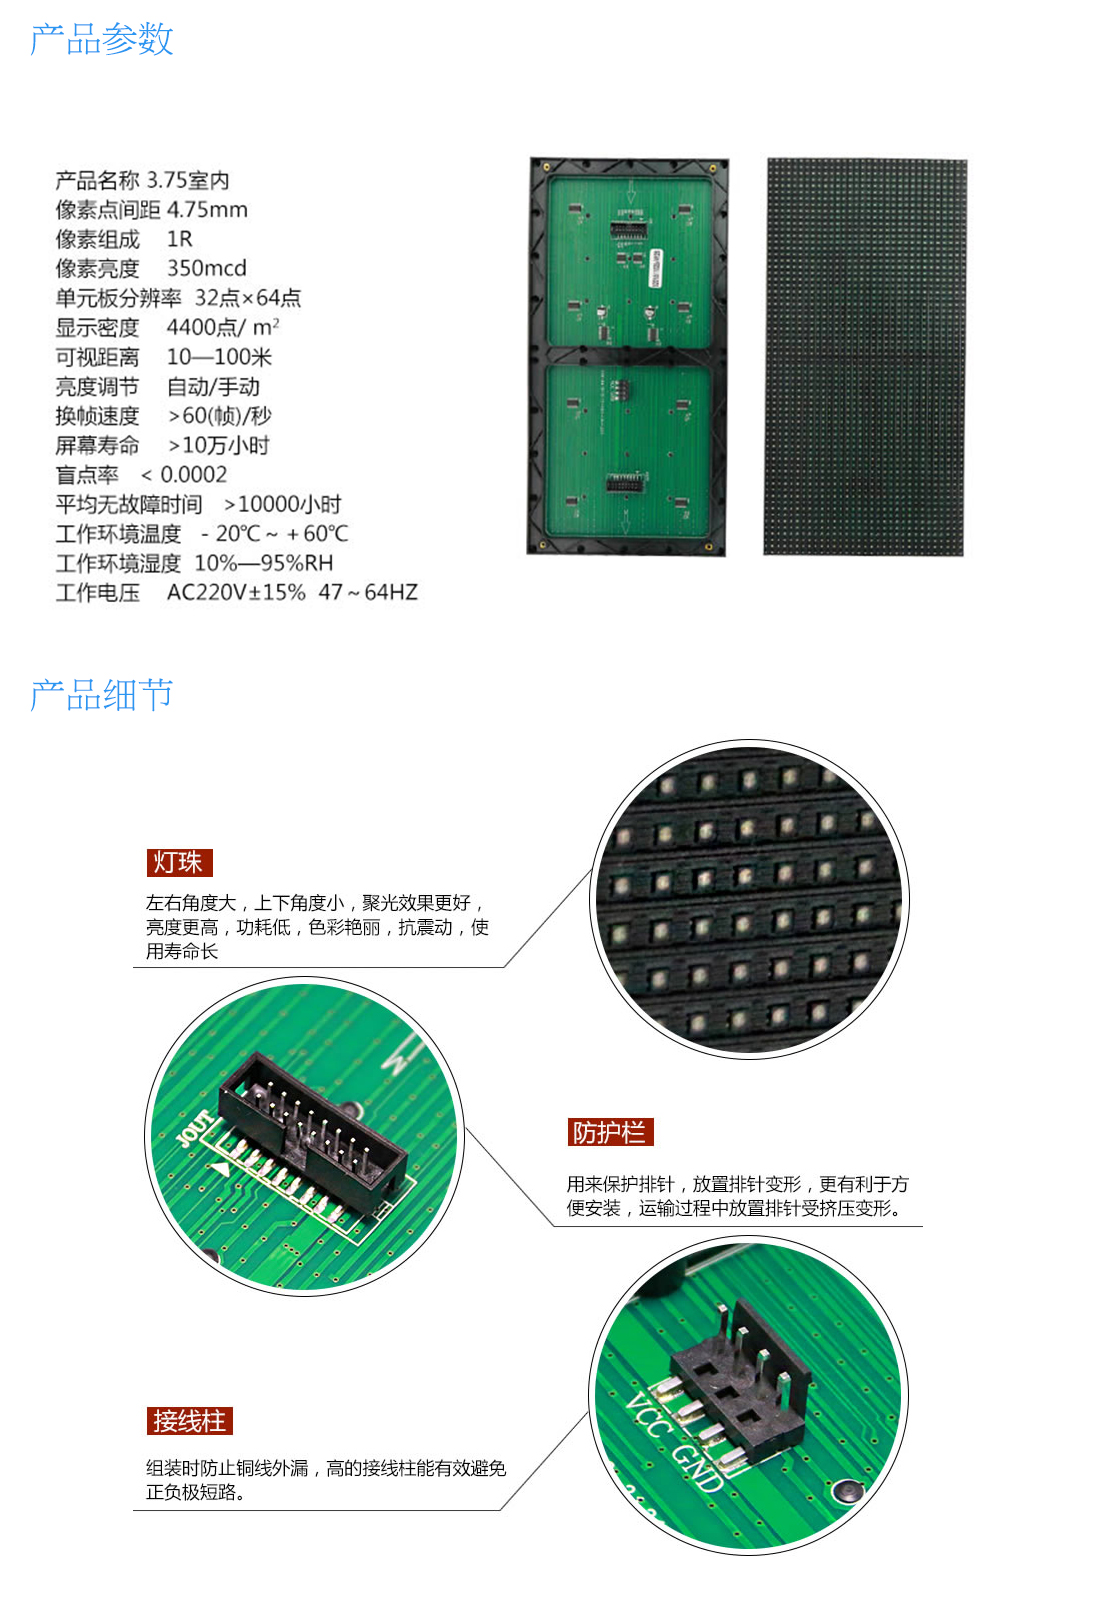 产品参数
产品名称 3.75室内
像素点间距 4.75mm
像素组成 1R
像素亮度 350mcd
单元板分辨率 32点×64点
显示密度 4400点/ m²
可视距离 10—100米
亮度调节 自动/手动
换帧速度 >60(帧)/秒
屏幕寿命 >10万小时
盲点率 < 0.0002
平均无故障时间 >10000小时
工作环境温度 - 20℃～+60℃
工作环境湿度 10%—95%RH
工作电压 AC220V±15% 47～64HZ
产品细节
灯珠
左右角度大，上下角度小，聚光效果更好，
亮度更高，功耗低，色彩艳丽，抗震动，使
用寿命长
JOUT
防护栏
用来保护排针，放置排针变形，更有利于方
便安装，运输过程中放置排针受挤压变形。
接线柱
组装时防止铜线外漏，高的接线柱能有效避免
正负极短路。
VCC GND